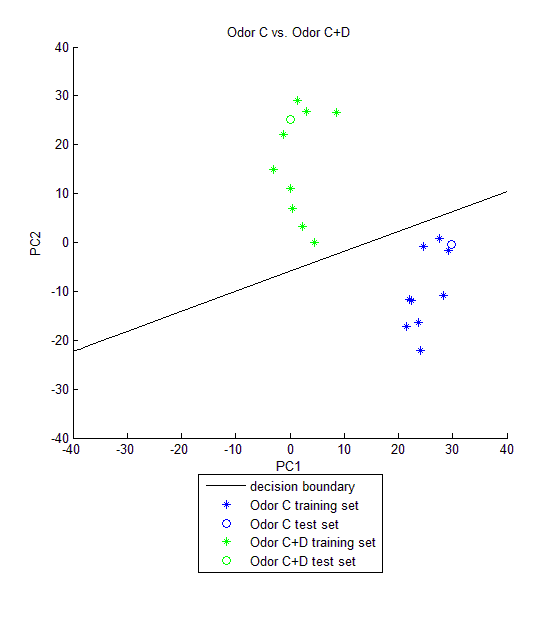 Odor C vs. Odor C+D
40
30
20
10
0
-10
-20
-30
-40
PC2
-40 -30 -20 -10 0 10 20 30 40
PC1
decision boundary
Odor C training set
Odor C test set
Odor C+D training set
Odor C+D test set